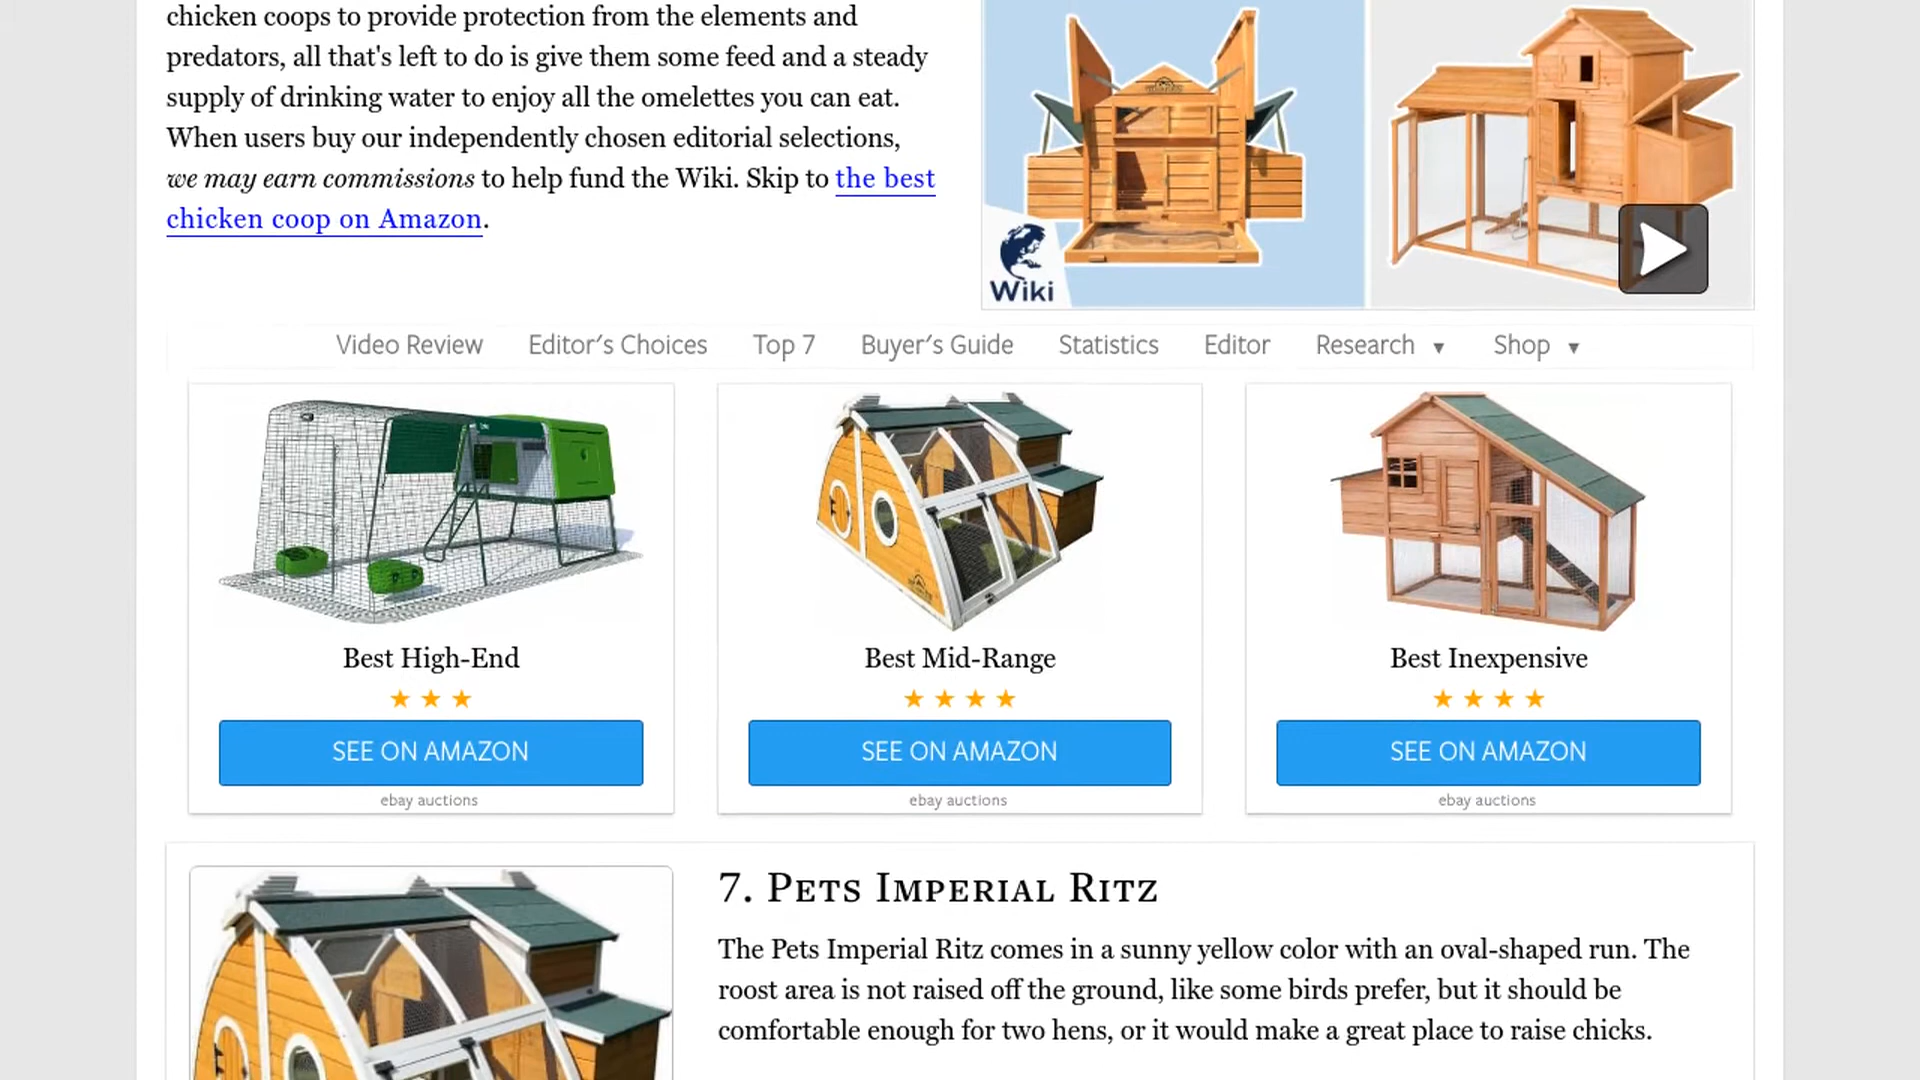 chicken coops to provide protection from the elements and
predators, all that's left to do is give them some feed and a steady
supply of drinking water to enjoy all the omelettes you can eat.
When users buy our independently chosen editorial selections,
we may earn commissions to help fund the Wiki. Skip to the best
chicken coop on Amazon.
Wiki
Video Review Editor's Choices Top 7 Buyer's Guide Statistics Editor Research ▼ Shop ▼
Best High-End
Best Mid-Range
Best Inexpensive
SEE ON AMAZON
SEE ON AMAZON
SEE ON AMAZON
ebay auctions
ebay auctions
ebay auctions
7. Pets Imperial Ritz
The Pets Imperial Ritz comes in a sunny yellow color with an oval-shaped run. The
roost area is not raised off the ground, like some birds prefer, but it should be
comfortable enough for two hens, or it would make a great place to raise chicks.